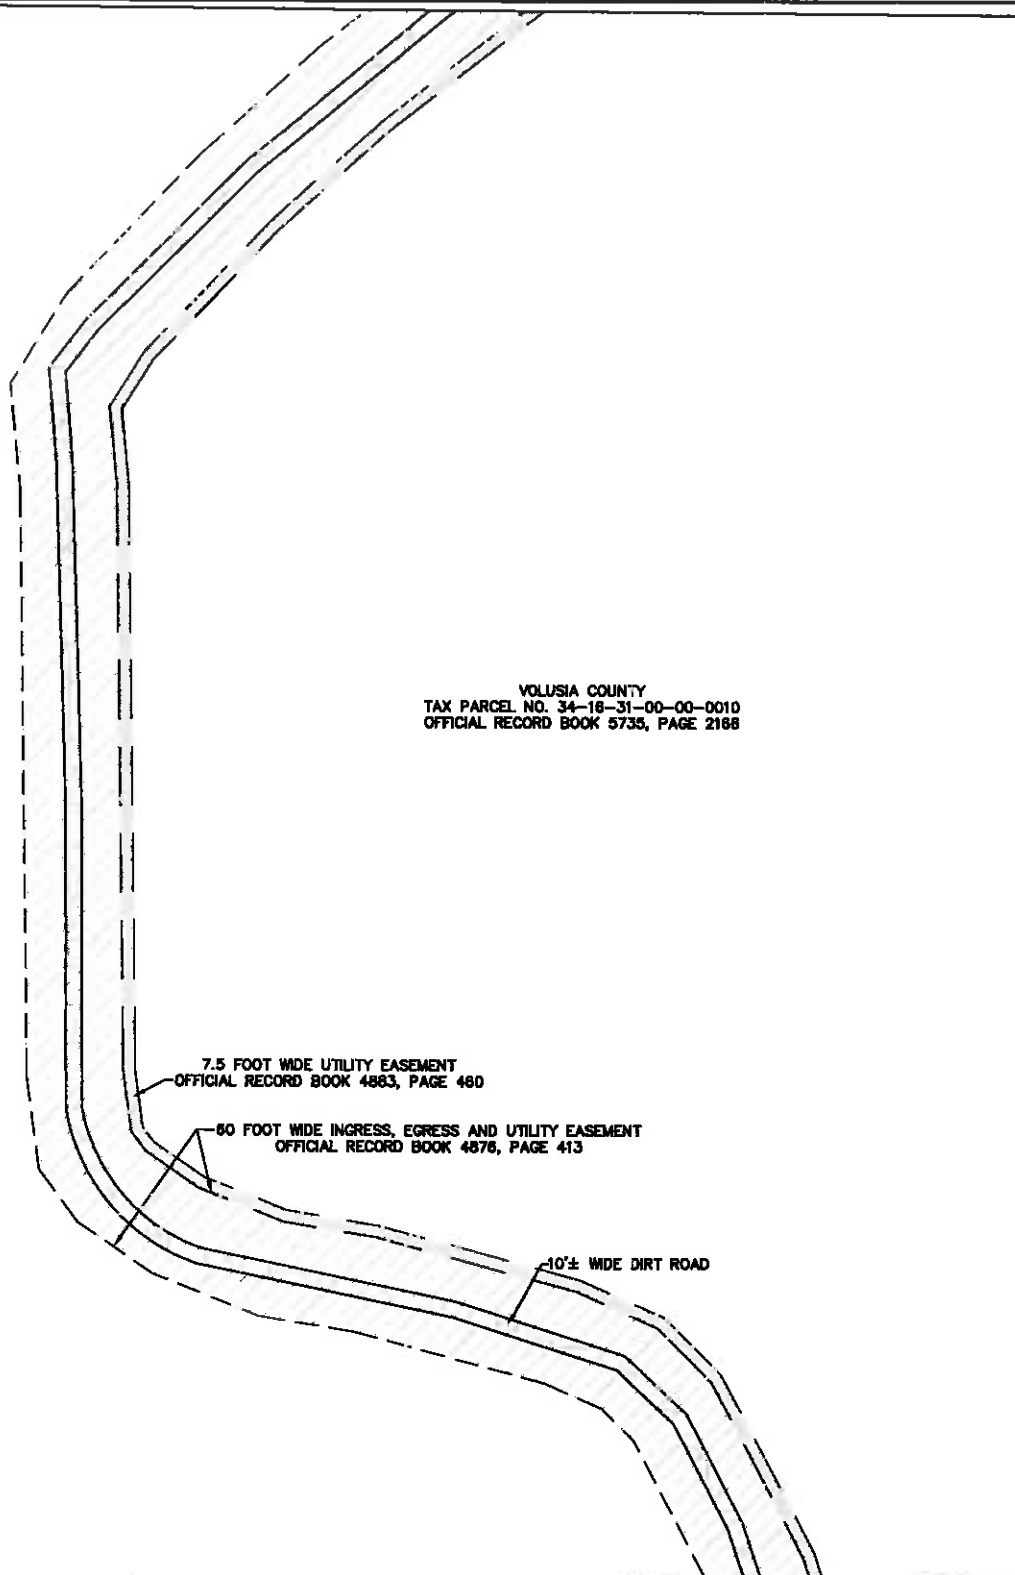 VOLUSIA COUNTY
TAX PARCEL NO. 34-16-31-00-00-0010
OFFICIAL RECORD BOOK 5735, PAGE 2166
7.5 FOOT WIDE UTILITY EASEMENT
OFFICIAL RECORD BOOK 4883, PAGE 460
60 FOOT WIDE INGRESS, EGRESS AND UTILITY EASEMENT
OFFICIAL RECORD BOOK 4876, PAGE 413
10'± WIDE DIRT ROAD